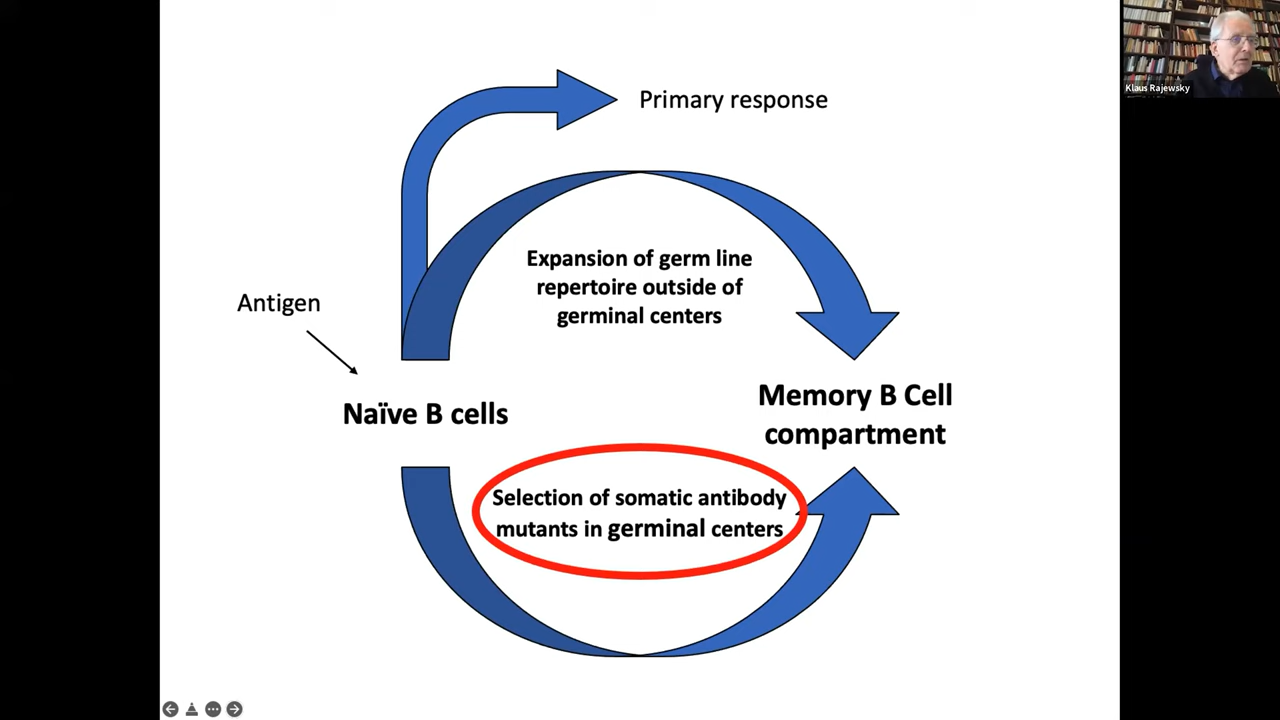 Primary response
Expansion of germ line
repertoire outside of
germinal centers
Antigen
Naïve B cells
Memory B Cell
compartment
Selection of somatic antibody
mutants in germinal centers
Klaus Rajewsky